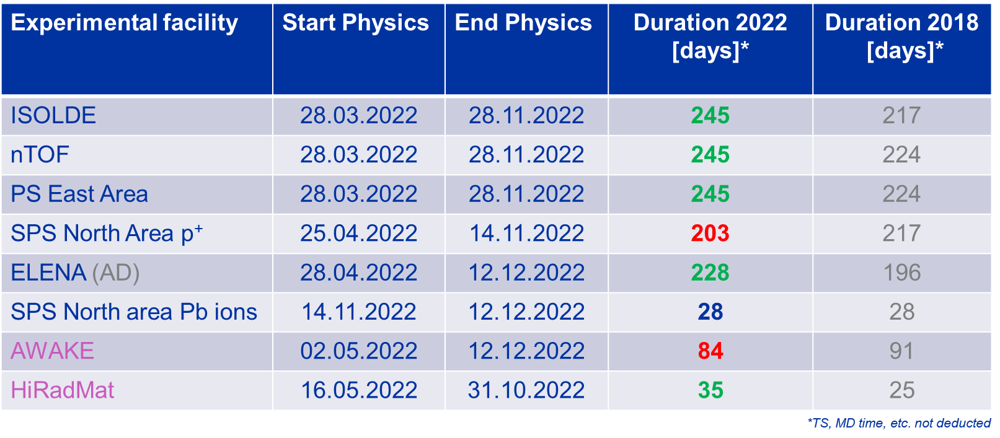 Experimental facility Start Physics End Physics Duration 2022 [days]* Duration 2018 [days]*
ISOLDE 28.03.2022 28.11.2022 245 217
nTOF 28.03.2022 28.11.2022 245 224
PS East Area 28.03.2022 28.11.2022 245 224
SPS North Area p⁺ 25.04.2022 14.11.2022 203 217
ELENA (AD) 28.04.2022 12.12.2022 228 196
SPS North area Pb ions 14.11.2022 12.12.2022 28 28
AWAKE 02.05.2022 12.12.2022 84 91
HiRadMat 16.05.2022 31.10.2022 35 25
*TS, MD time, etc. not deducted